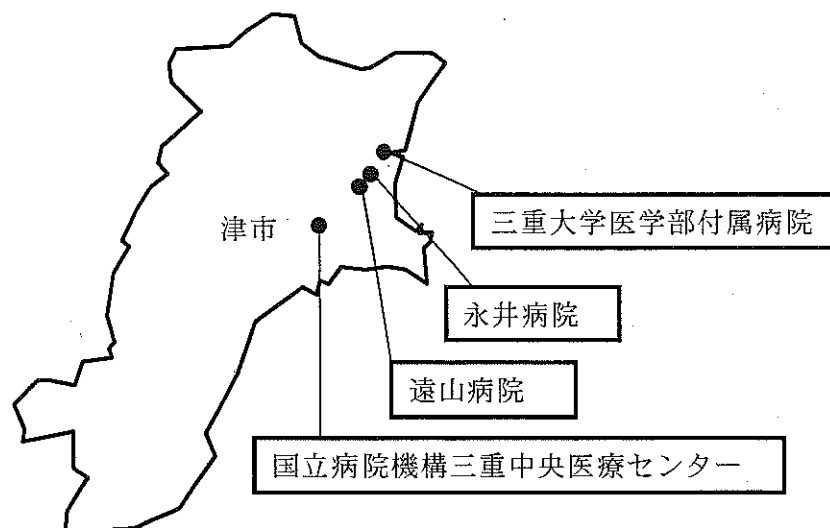 三重大学医学部付属病院
津市
永井病院
遠山病院
国立病院機構三重中央医療センター